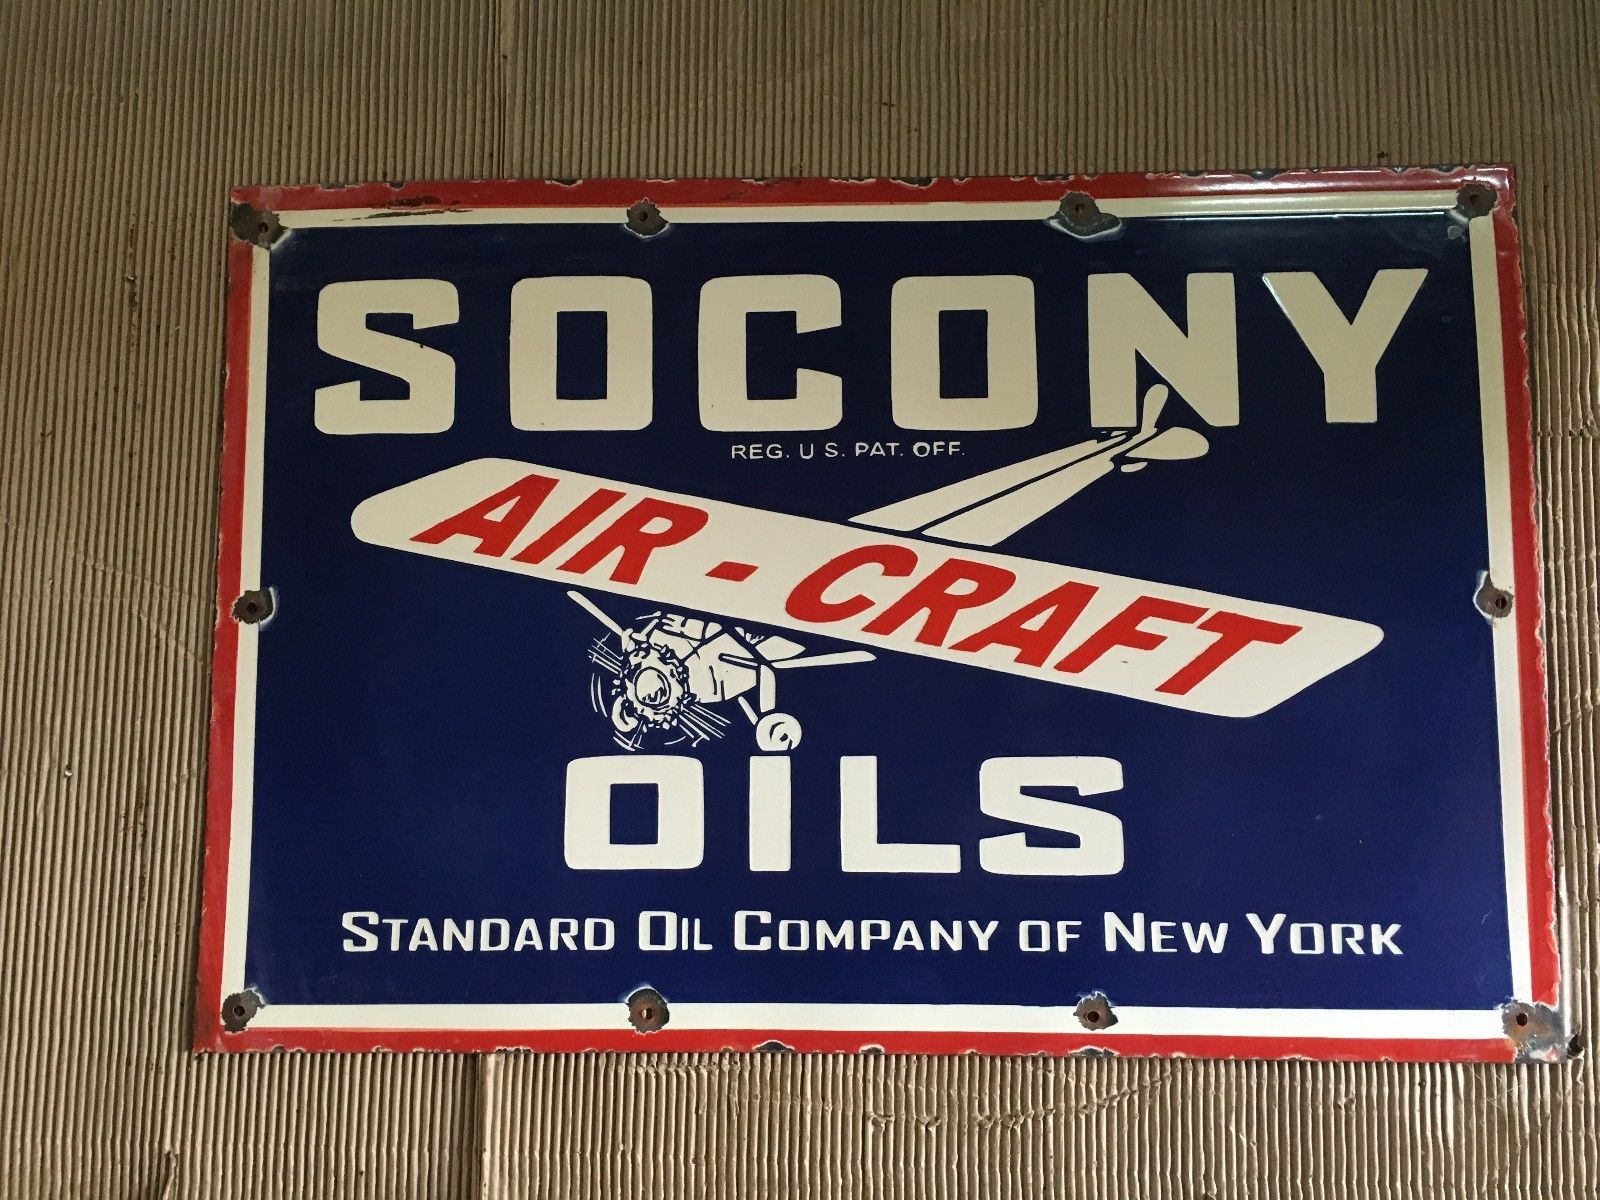 SOCONY
REG. U S. PAT. OFF.
AIR-CRAFT
OILS
STANDARD OIL COMPANY OF NEW YORK